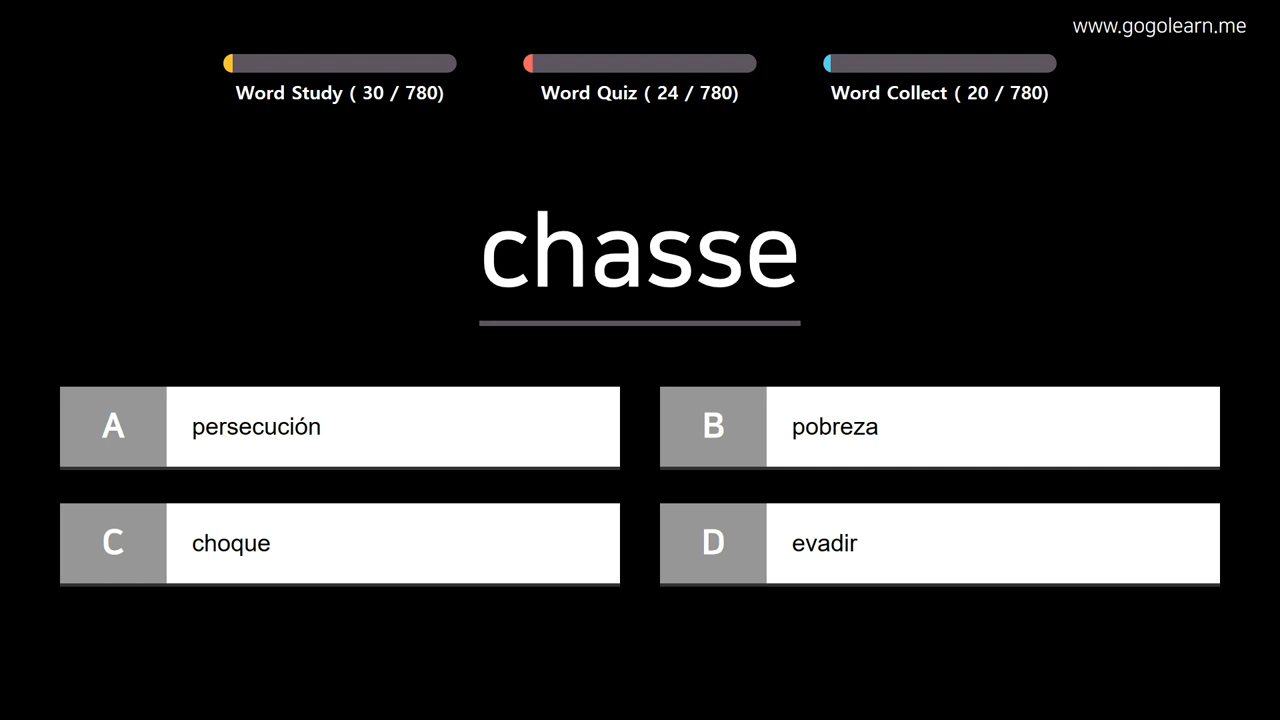 www.gogolearn.me
Word Study ( 30 / 780)
Word Quiz ( 24 / 780)
Word Collect ( 20 / 780)
chasse
A persecución
B pobreza
C choque
D evadir